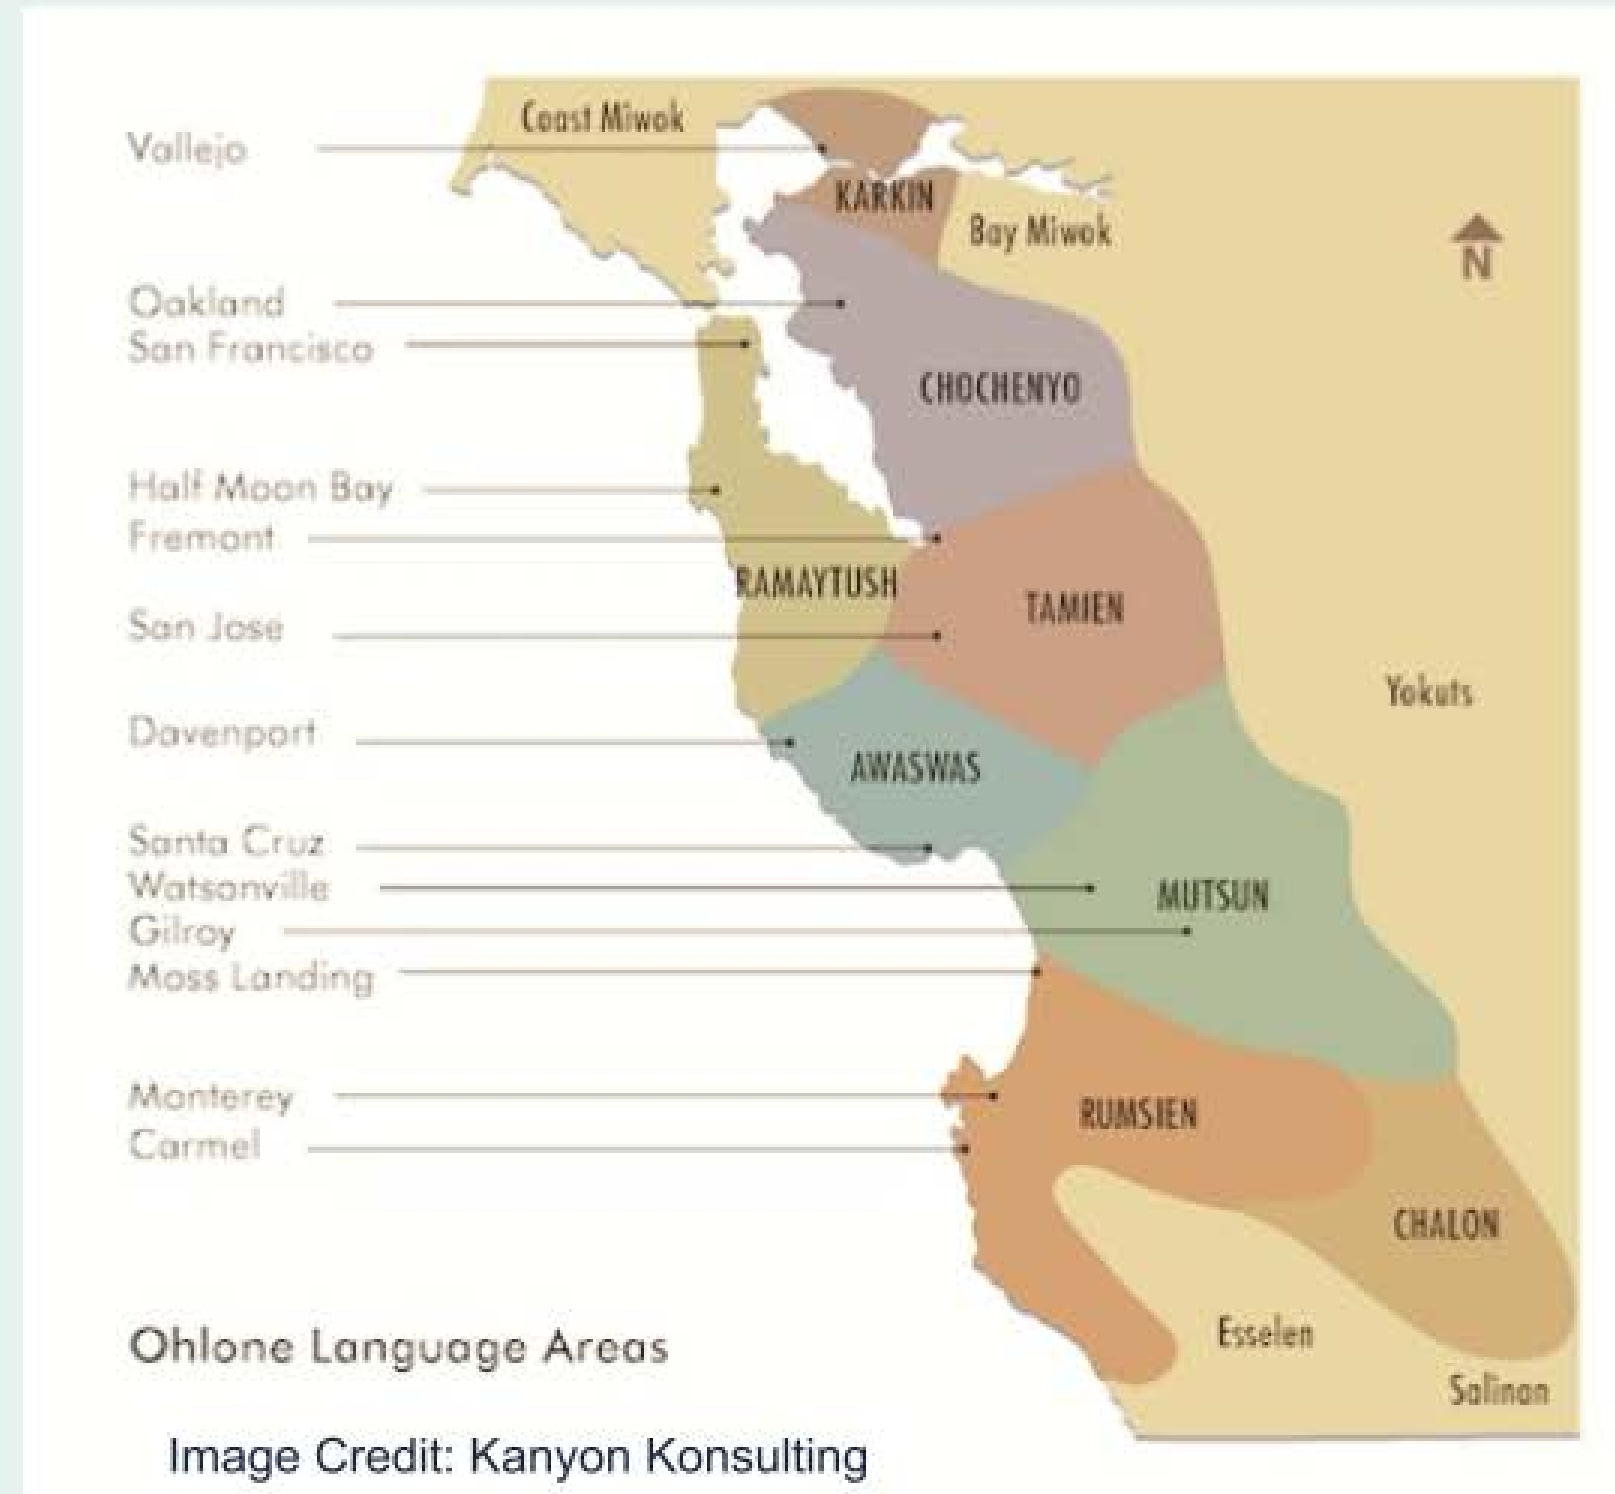 Coast Miwok
Vallejo
KARKIN
Bay Miwok
N
Oakland
San Francisco
CHOCHENYO
Half Moon Bay
Fremont
RAMAYTUSH
TAMIEN
San Jose
Yokuts
Davenport
AWASWAS
Santa Cruz
Watsonville
MUTSUN
Gilroy
Moss Landing
Monterey
RUMSIEN
Carmel
CHALON
Esselen
Ohlone Language Areas
Salinan
Image Credit: Kanyon Konsulting